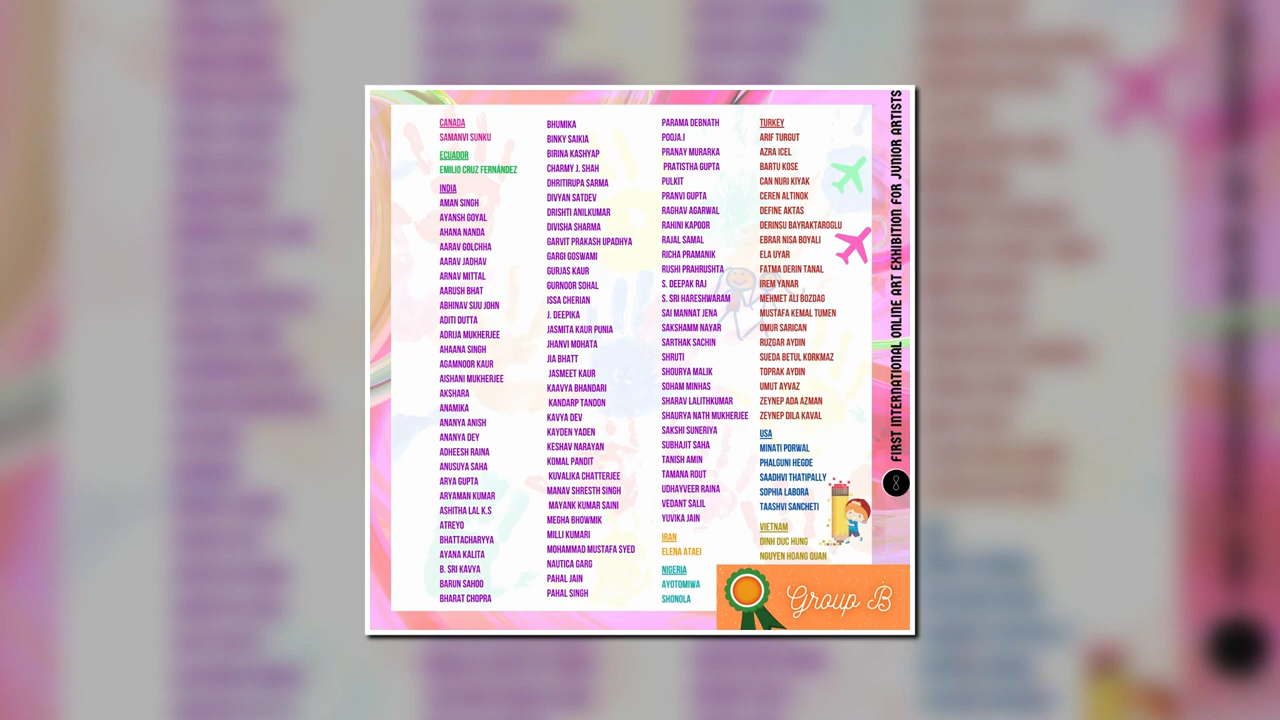 CANADA
SAMANVI SUNKU
ECUADOR
EMILIO CRUZ FERNÁNDEZ
INDIA
AMAN SINGH
AYANSH GOYAL
AHANA NANDA
AARAV GOLCHHA
AARAV JADHAV
ARNAV MITTAL
AARUSH BHAT
ABHINAV SIJU JOHN
ADITI DUTTA
ADRIJA MUKHERJEE
AHAANA SINGH
AGAMNOOR KAUR
AISHANI MUKHERJEE
AKSHARA
ANAMIKA
ANANYA ANISH
ANANYA DEY
ADHEESH RAINA
ANUSUYA SAHA
ARYA GUPTA
ARYAMAN KUMAR
ASHITHA LAL K.S
ATREYO
BHATTACHARYYA
AYANA KALITA
B. SRI KAVYA
BARUN SAHOO
BHARAT CHOPRA
BHUMIKA
BINKY SAIKIA
BIRINA KASHYAP
CHARMY J. SHAH
DHRITIRUPA SARMA
DIVYAN SATDEV
DRISHTI ANILKUMAR
DIVISHA SHARMA
GARVIT PRAKASH UPADHYA
GARGI GOSWAMI
GURJAS KAUR
GURNOOR SOHAL
ISSA CHERIAN
J. DEEPIKA
JASMITA KAUR PUNIA
JHANVI MOHATA
JIA BHATT
JASMEET KAUR
KAAVYA BHANDARI
KANDARP TANDON
KAVYA DEV
KAYDEN YADEN
KESHAV NARAYAN
KOMAL PANDIT
KUVALIKA CHATTERJEE
MANAV SHRESTH SINGH
MAYANK KUMAR SAINI
MEGHA BHOWMIK
MILLI KUMARI
MOHAMMAD MUSTAFA SYED
NAUTICA GARG
PAHAL JAIN
PAHAL SINGH
PARAMA DEBNATH
POOJA.I
PRANAY MURARKA
PRATISTHA GUPTA
PULKIT
PRANVI GUPTA
RAGHAV AGARWAL
RAHINI KAPOOR
RAJAL SAMAL
RICHA PRAMANIK
RUSHI PRAHRUSHTA
S. DEEPAK RAJ
S. SRI HARESHWARAM
SAI MANNAT JENA
SAKSHAMM NAYAR
SARTHAK SACHIN
SHRUTI
SHOURYA MALIK
SOHAM MINHAS
SHARAV LALITHKUMAR
SHAURYA NATH MUKHERJEE
SAKSHI SUNERIYA
SUBHAJIT SAHA
TANISH AMIN
TAMANA ROUT
UDHAYVEER RAINA
VEDANT SALIL
YUVIKA JAIN
IRAN
ELENA ATAEI
NIGERIA
AYOTOMIWA
SHONOLA
TURKEY
ARIF TURGUT
AZRA ICEL
BARTU KOSE
CAN NURI KIYAK
CEREN ALTINOK
DEFINE AKTAS
DERINSU BAYRAKTAROGLU
EBRAR NISA BOYALI
ELA UYAR
FATMA DERIN TANAL
IREM YANAR
MEHMET ALI BOZDAG
MUSTAFA KEMAL TUMEN
OMUR SARICAN
RUZGAR AYDIN
SUEDA BETUL KORKMAZ
TOPRAK AYDIN
UMUT AYVAZ
ZEYNEP ADA AZMAN
ZEYNEP DILA KAVAL
USA
MINATI PORWAL
PHALGUNI HEGDE
SAADHVI THATIPALLY
SOPHIA LABORA
TAASHVI SANCHETI
VIETNAM
DINH DUC HUNG
NGUYEN HOANG QUAN
Group B
FIRST INTERNATIONAL ONLINE ART EXHIBITION FOR JUNIOR ARTISTS